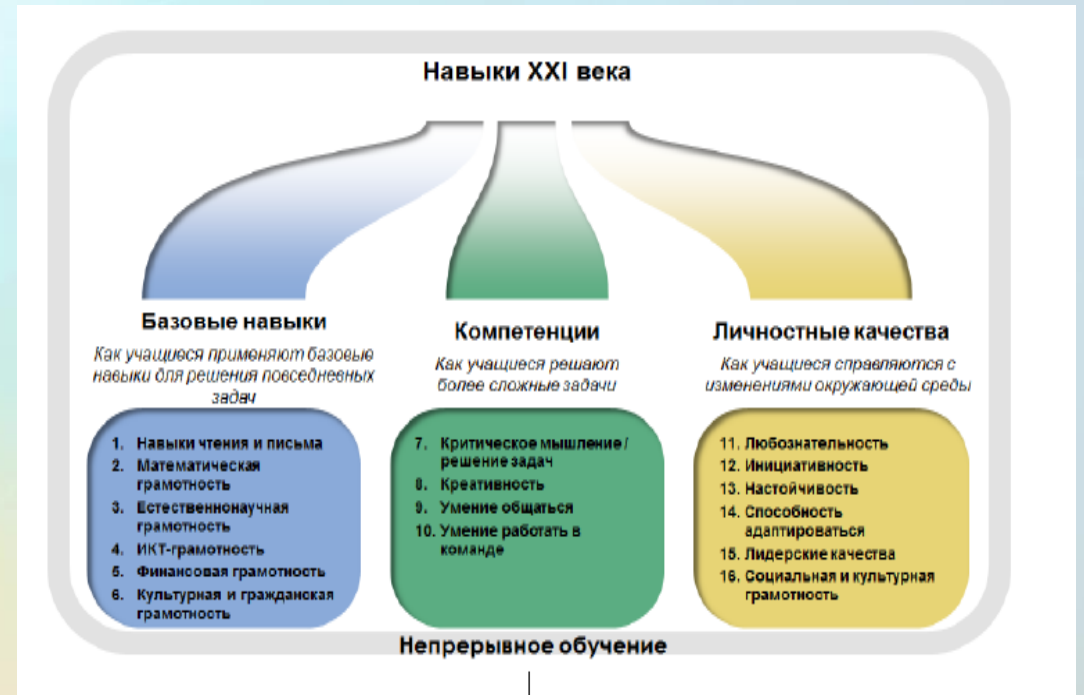 Навыки XXI века
Базовые навыки
Как учащиеся применяют базовые
навыки для решения повседневных
задач
1. Навыки чтения и письма
2. Математическая
грамотность
3. Естественнонаучная
грамотность
4. ИКТ-грамотность
5. Финансовая грамотность
6. Культурная и гражданская
грамотность
Компетенции
Как учащиеся решают
более сложные задачи
7. Критическое мышление /
решение задач
8. Креативность
9. Умение общаться
10. Умение работать в
команде
Личностные качества
Как учащиеся справляются с
изменениями окружающей среды
11. Любознательность
12. Инициативность
13. Настойчивость
14. Способность
адаптироваться
15. Лидерские качества
16. Социальная и культурная
грамотность
Непрерывное обучение